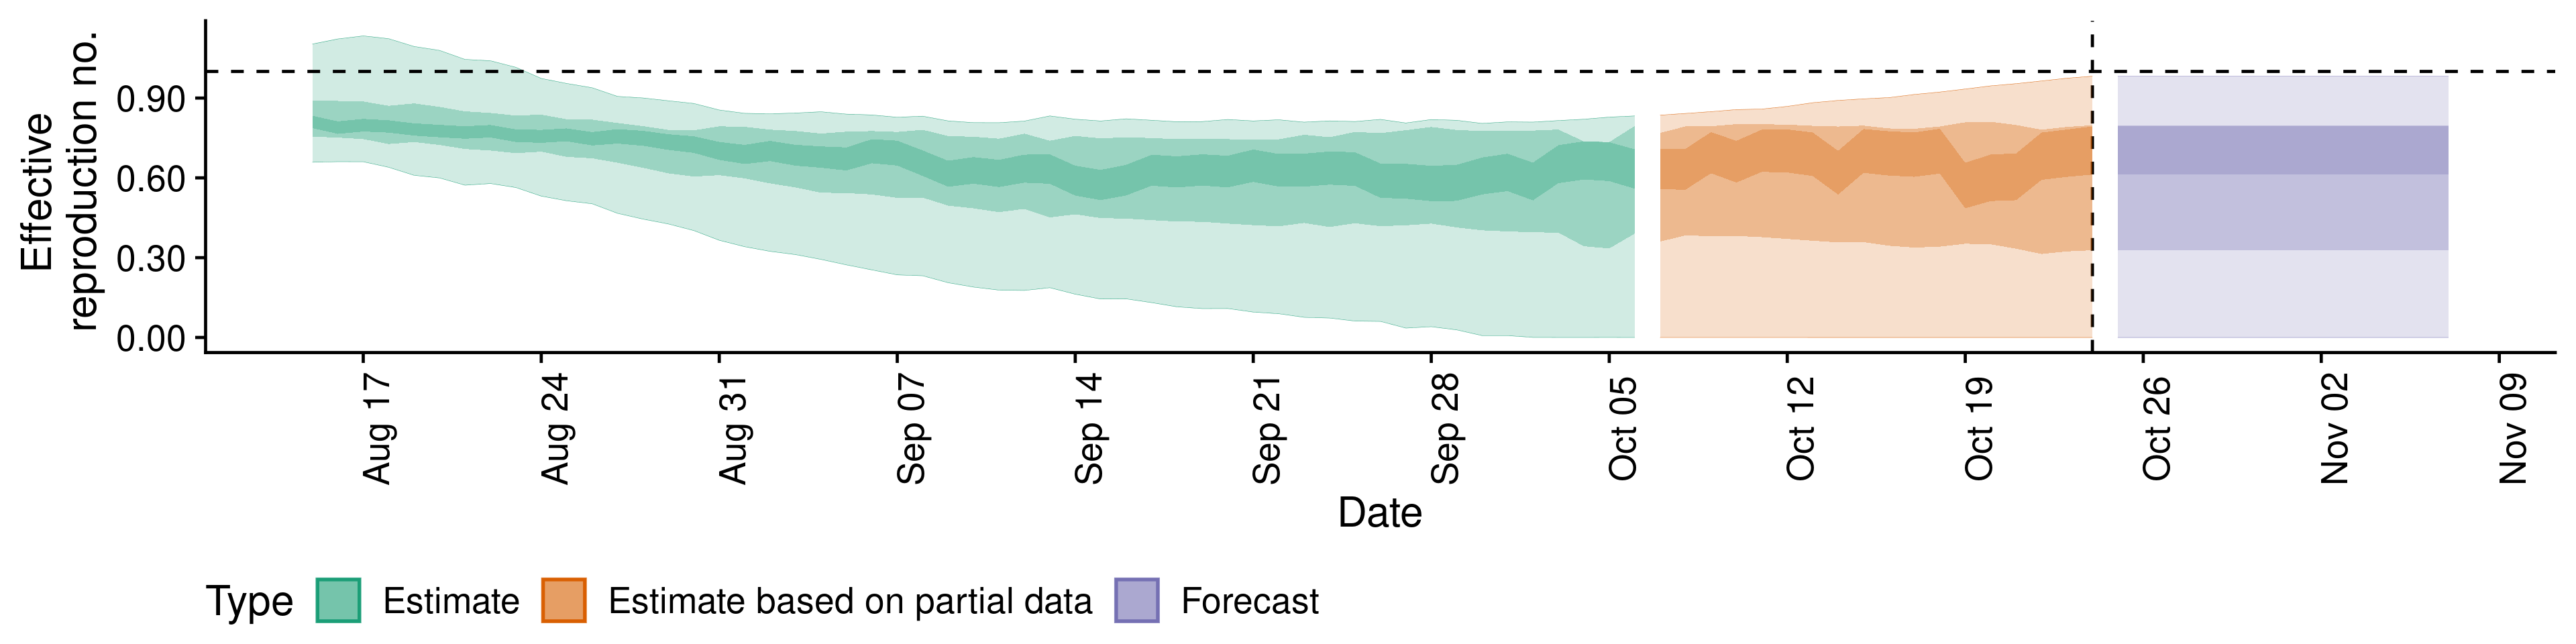 Effective
reproduction no.
0.90
0.60
0.30
0.00
Aug 17
Aug 24
Aug 31
Sep 07
Sep 14
Sep 21
Sep 28
Oct 05
Oct 12
Oct 19
Oct 26
Nov 02
Nov 09
Date
Type Estimate Estimate based on partial data Forecast